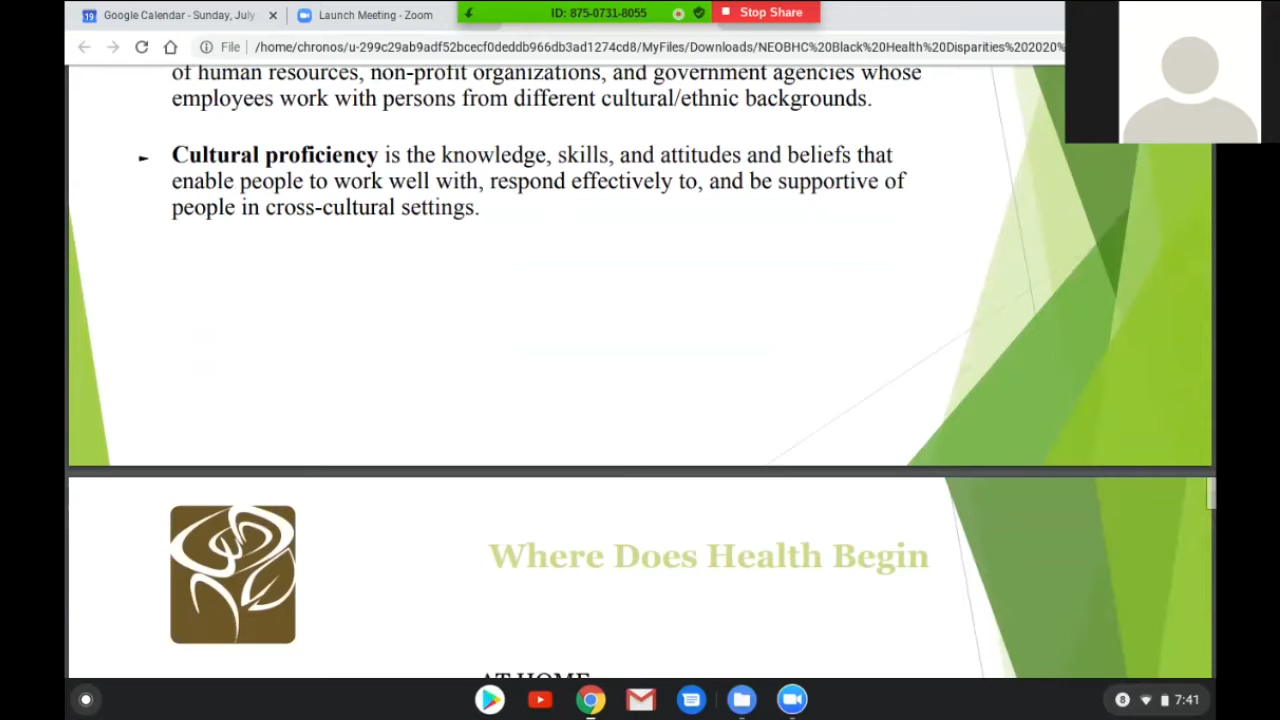 Google Calendar - Sunday, July
Launch Meeting - Zoom
ID: 875-0731-8055
Stop Share
File
/home/chronos/u-299c29ab9adf52bcecf0deddb966db3ad1274cd8/MyFiles/Downloads/NEOBHC%20Black%20Health%20Disparities%202020%
of human resources, non-profit organizations, and government agencies whose
employees work with persons from different cultural/ethnic backgrounds.
► Cultural proficiency is the knowledge, skills, and attitudes and beliefs that
enable people to work well with, respond effectively to, and be supportive of
people in cross-cultural settings.
Where Does Health Begin
AT HOME
8
7:41